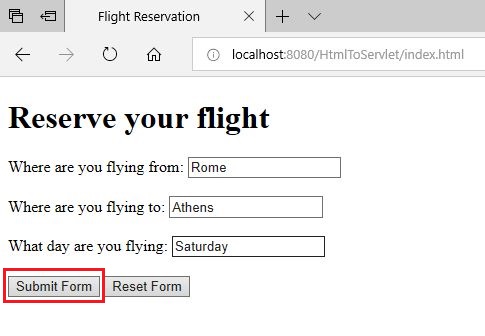 Flight Reservation
localhost:8080/HtmlToServlet/index.html
Reserve your flight
Where are you flying from: Rome
Where are you flying to: Athens
What day are you flying: Saturday
Submit Form Reset Form